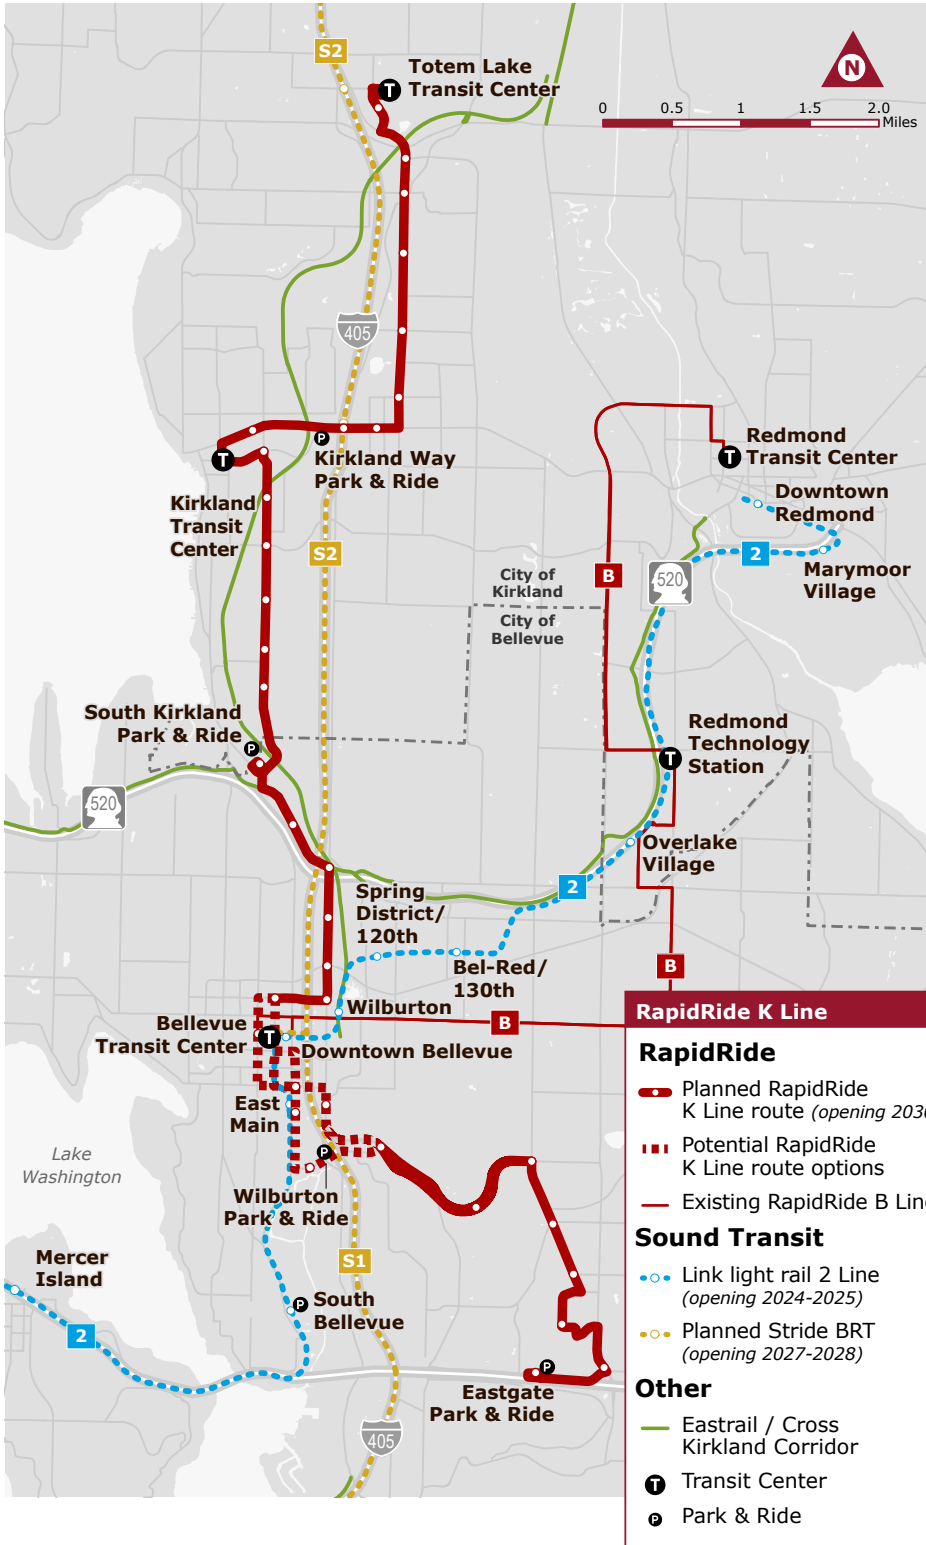 S2
T
Totem Lake
Transit Center
N
0 0.5 1 1.5 2.0
Miles
405
P
Kirkland Way
Park & Ride
T
Kirkland
Transit
Center
Redmond
Transit Center
T
Downtown
Redmond
2
Marymoor
Village
S2
B
520
City of
Kirkland
City of
Bellevue
South Kirkland
Park & Ride
P
Redmond
Technology
Station
T
520
Overlake
Village
2
Spring
District/
120th
Bel-Red/
130th
B
Wilburton
B
Bellevue
Transit Center
T
Downtown Bellevue
East
Main
Lake
Washington
P
Wilburton
Park & Ride
S1
Mercer
Island
2
P
South
Bellevue
P
Eastgate
Park & Ride
405
RapidRide K Line
RapidRide
Planned RapidRide
K Line route (opening 203
Potential RapidRide
K Line route options
Existing RapidRide B Lin
Sound Transit
Link light rail 2 Line
(opening 2024-2025)
Planned Stride BRT
(opening 2027-2028)
Other
Eastrail / Cross
Kirkland Corridor
T
Transit Center
P
Park & Ride